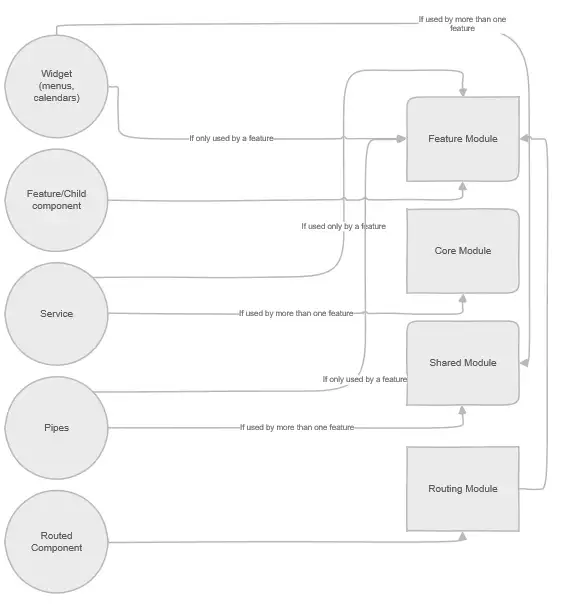 If used by more than one
feature
Widget
(menus,
calendars)
If only used by a feature
Feature Module
Feature/Child
component
If used only by a feature
Core Module
Service
If used by more than one feature
Shared Module
If only used by a feature
Pipes
If used by more than one feature
Routing Module
Routed
Component